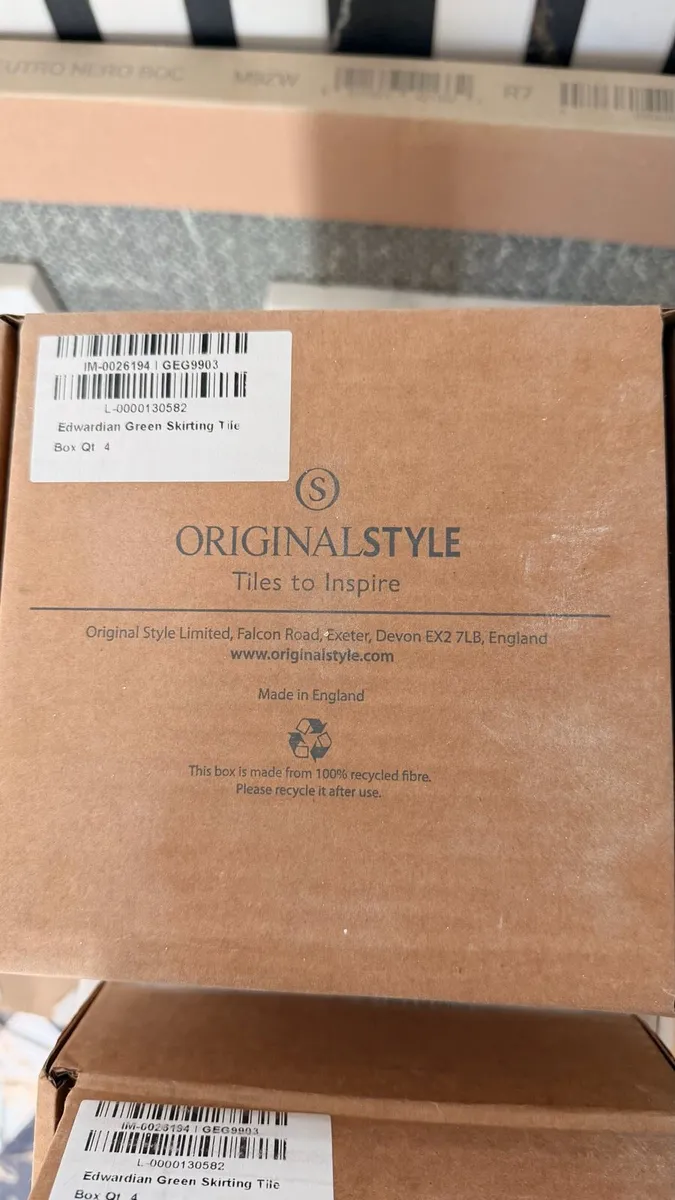 NERO ROC M92W R7
IM-0026194 | GEG9903
L-0000130582
Edwardian Green Skirting Tile
Box Qt 4
S
ORIGINALSTYLE
Tiles to Inspire
Original Style Limited, Falcon Road, Exeter, Devon EX2 7LB, England
www.originalstyle.com
Made in England
This box is made from 100% recycled fibre.
Please recycle it after use.
IM-0026194 | GEG9903
L-0000130582
Edwardian Green Skirting Tile
Box Qt 4